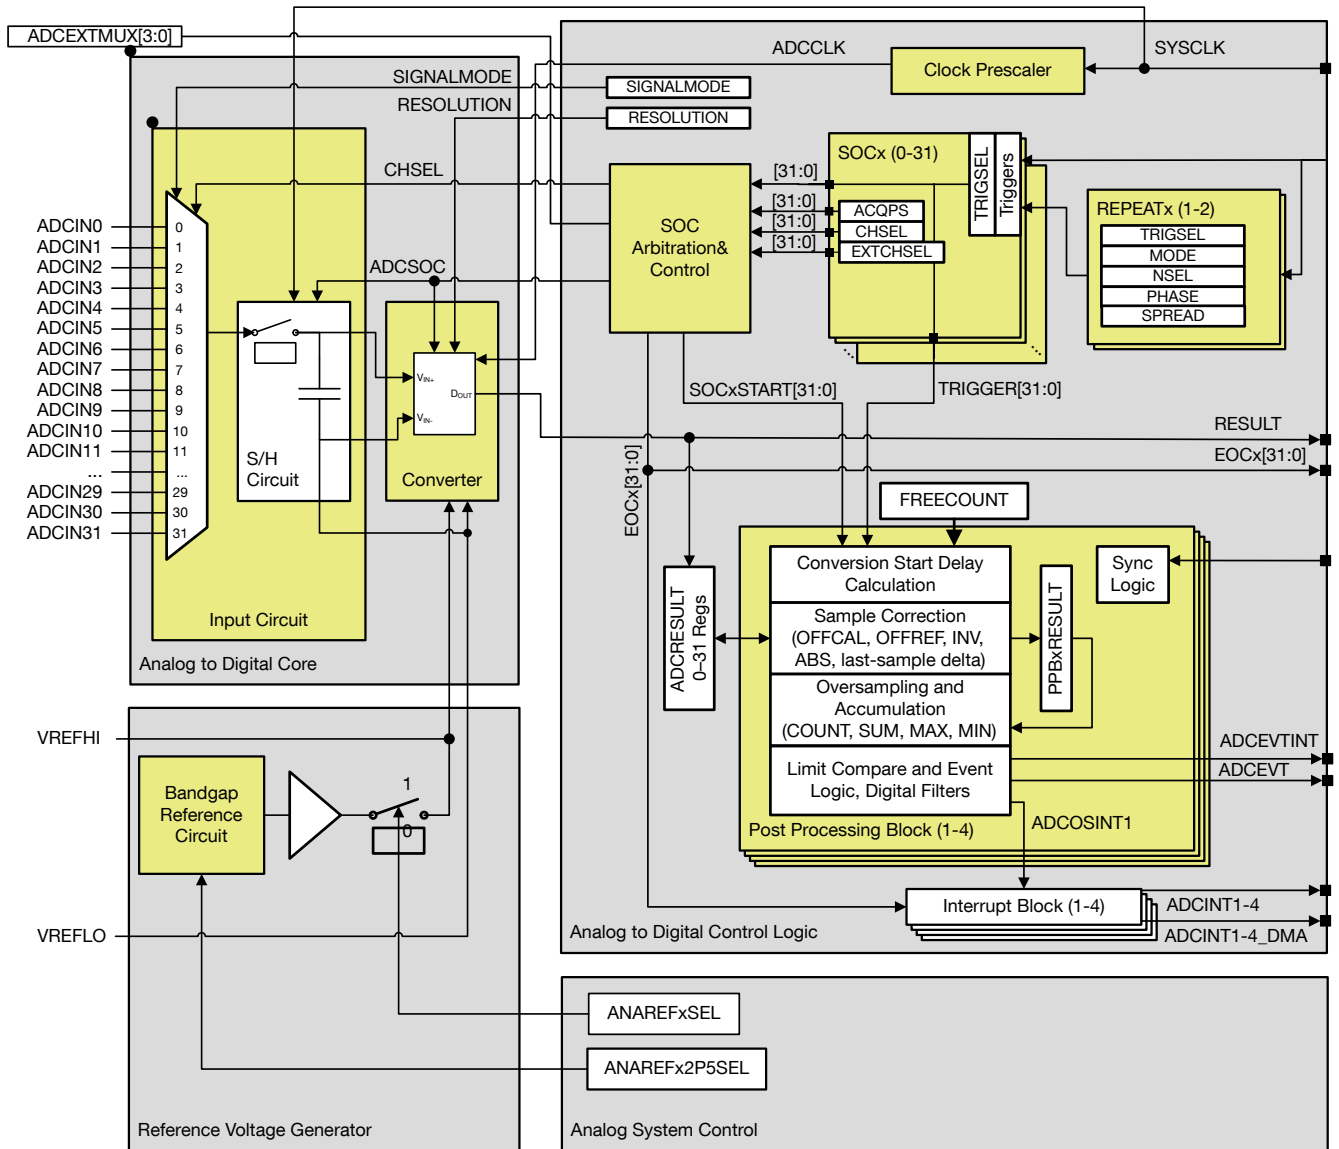 ADCEXTMUX[3:0]
ADCCLK
SYSCLK
Clock Prescaler
SIGNALMODE
SIGNALMODE
RESOLUTION
RESOLUTION
CHSEL
SOC
Arbitration&
Control
[31:0]
[31:0]
[31:0]
[31:0]
SOCx (0-31)
TRIGSEL
Triggers
ACQPS
CHSEL
EXTCHSEL
REPEATx (1-2)
TRIGSEL
MODE
NSEL
PHASE
SPREAD
ADCIN0
ADCIN1
ADCIN2
ADCIN3
ADCIN4
ADCIN5
ADCIN6
ADCIN7
ADCIN8
ADCIN9
ADCIN10
ADCIN11
...
ADCIN29
ADCIN30
ADCIN31
0
1
2
3
4
5
6
7
8
9
10
11
...
29
30
31
ADCSOC
S/H
Circuit
VIN+
VIN-
DOUT
Converter
Input Circuit
Analog to Digital Core
SOCxSTART[31:0]
TRIGGER[31:0]
EOCx[31:0]
RESULT
EOCx[31:0]
FREECOUNT
ADCRESULT
0–31 Regs
Conversion Start Delay
Calculation
Sample Correction
(OFFCAL, OFFREF, INV,
ABS, last-sample delta)
Oversampling and
Accumulation
(COUNT, SUM, MAX, MIN)
Limit Compare and Event
Logic, Digital Filters
PPBxRESULT
Sync
Logic
Post Processing Block (1-4)
ADCEVTINT
ADCEVT
ADCOSINT1
Interrupt Block (1-4)
ADCINT1-4
ADCINT1-4_DMA
Analog to Digital Control Logic
VREFHI
Bandgap
Reference
Circuit
1
0
VREFLO
Reference Voltage Generator
ANAREFxSEL
ANAREFx2P5SEL
Analog System Control